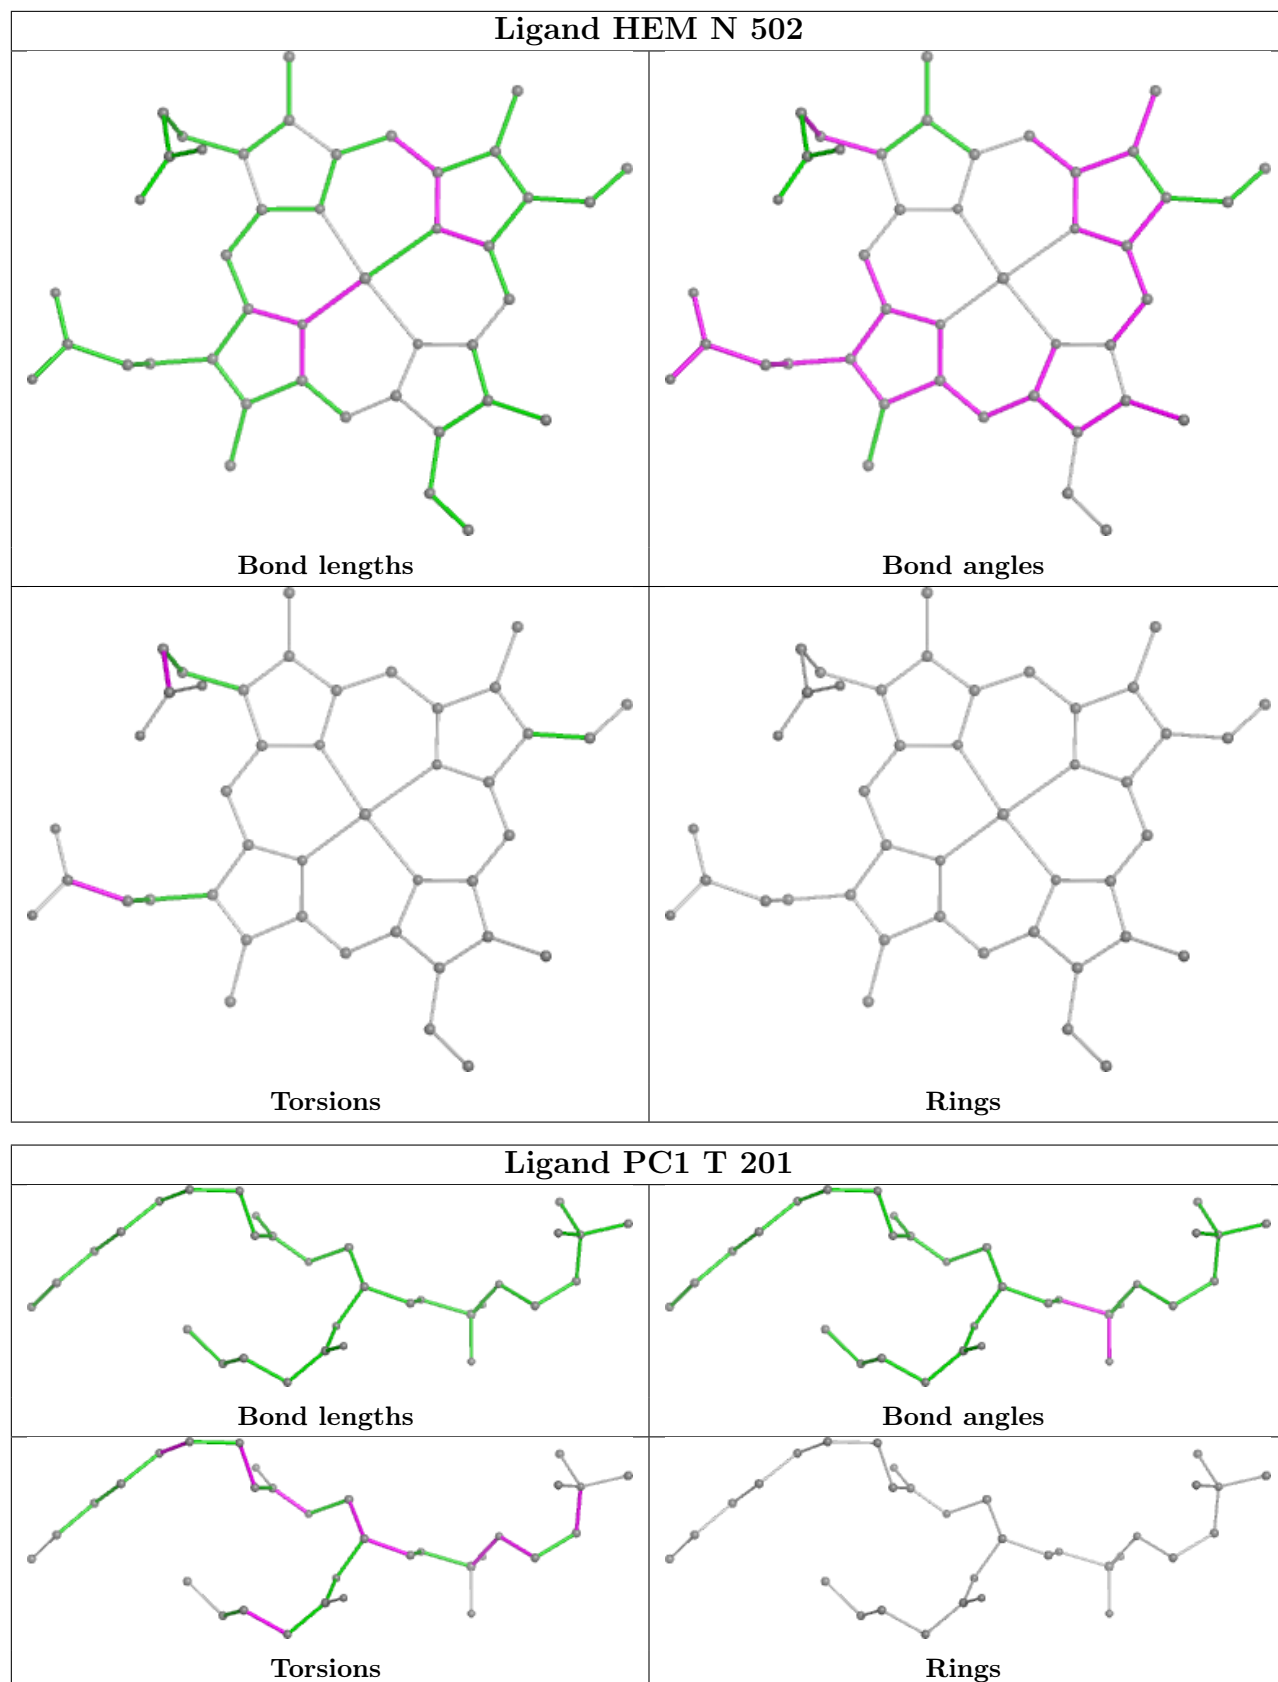 Ligand HEM N 502
Bond lengths
Bond angles
Torsions
Rings
Ligand PC1 T 201
Bond lengths
Bond angles
Torsions
Rings